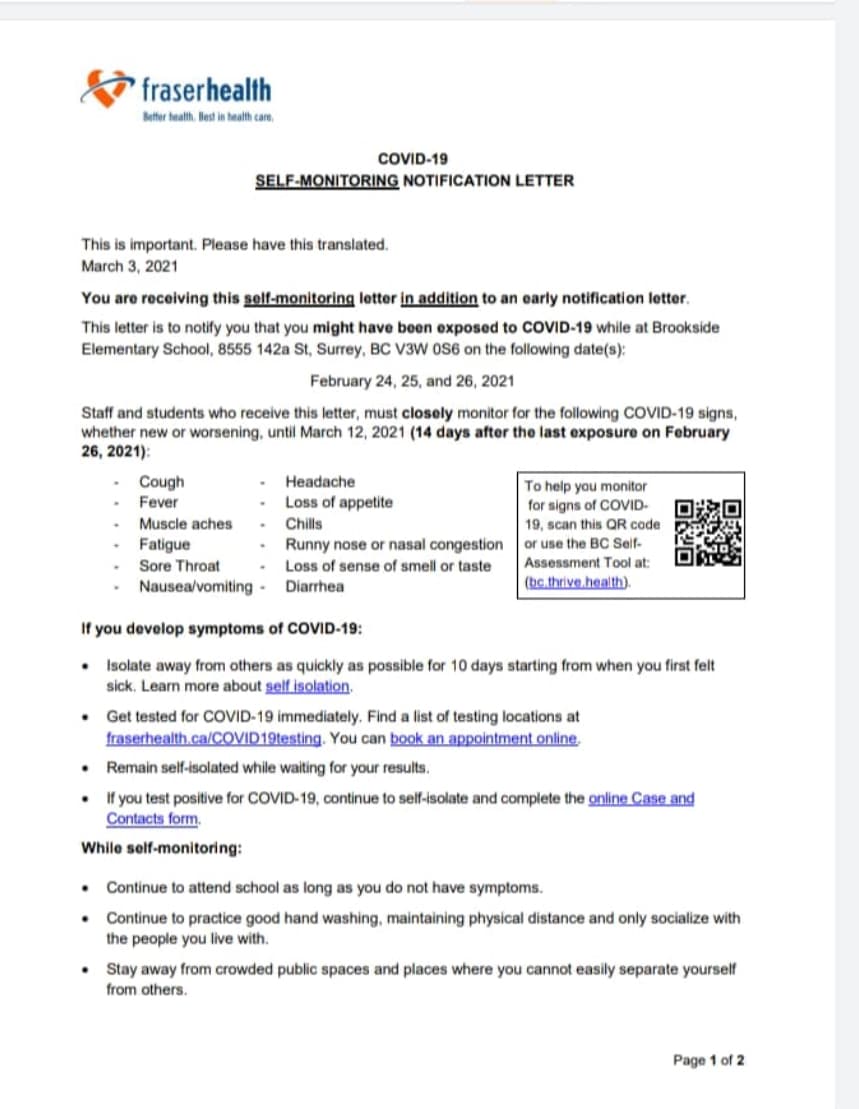 fraserhealth
Better health. Best in health care.
COVID-19
SELF-MONITORING NOTIFICATION LETTER
This is important. Please have this translated.
March 3, 2021
You are receiving this self-monitoring letter in addition to an early notification letter.
This letter is to notify you that you might have been exposed to COVID-19 while at Brookside
Elementary School, 8555 142a St, Surrey, BC V3W 0S6 on the following date(s):
February 24, 25, and 26, 2021
Staff and students who receive this letter, must closely monitor for the following COVID-19 signs,
whether new or worsening, until March 12, 2021 (14 days after the last exposure on February
26, 2021):
- Cough
- Fever
- Muscle aches
- Fatigue
- Sore Throat
- Nausea/vomiting
- Headache
- Loss of appetite
- Chills
- Runny nose or nasal congestion
- Loss of sense of smell or taste
- Diarrhea
To help you monitor
for signs of COVID-
19, scan this QR code
or use the BC Self-
Assessment Tool at:
(bc.thrive.health).
If you develop symptoms of COVID-19:
• Isolate away from others as quickly as possible for 10 days starting from when you first felt
sick. Learn more about self isolation.
• Get tested for COVID-19 immediately. Find a list of testing locations at
fraserhealth.ca/COVID19testing. You can book an appointment online.
• Remain self-isolated while waiting for your results.
• If you test positive for COVID-19, continue to self-isolate and complete the online Case and
Contacts form.
While self-monitoring:
• Continue to attend school as long as you do not have symptoms.
• Continue to practice good hand washing, maintaining physical distance and only socialize with
the people you live with.
• Stay away from crowded public spaces and places where you cannot easily separate yourself
from others.
Page 1 of 2